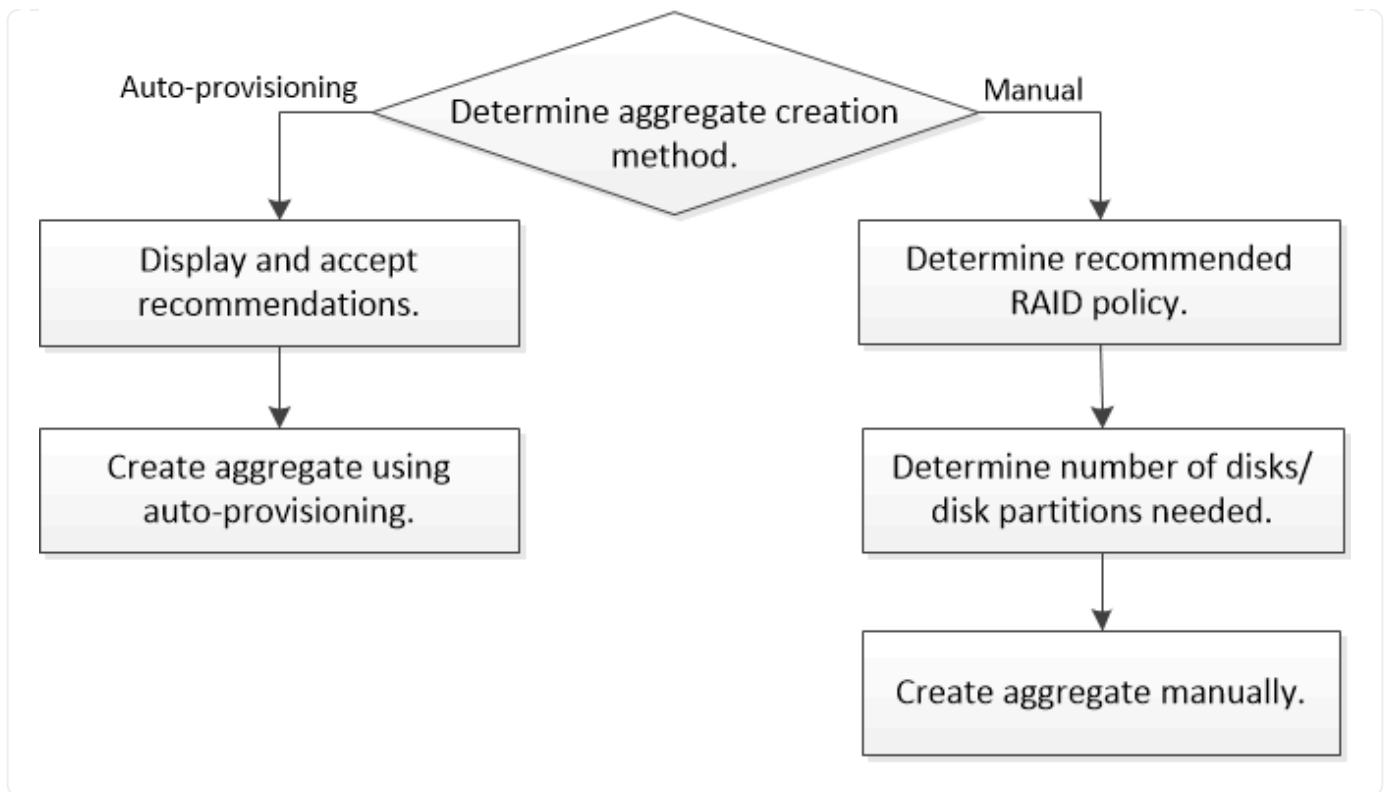 Auto-provisioning
Manual
Determine aggregate creation
method.
Display and accept
recommendations.
Determine recommended
RAID policy.
Create aggregate using
auto-provisioning.
Determine number of disks/
disk partitions needed.
Create aggregate manually.